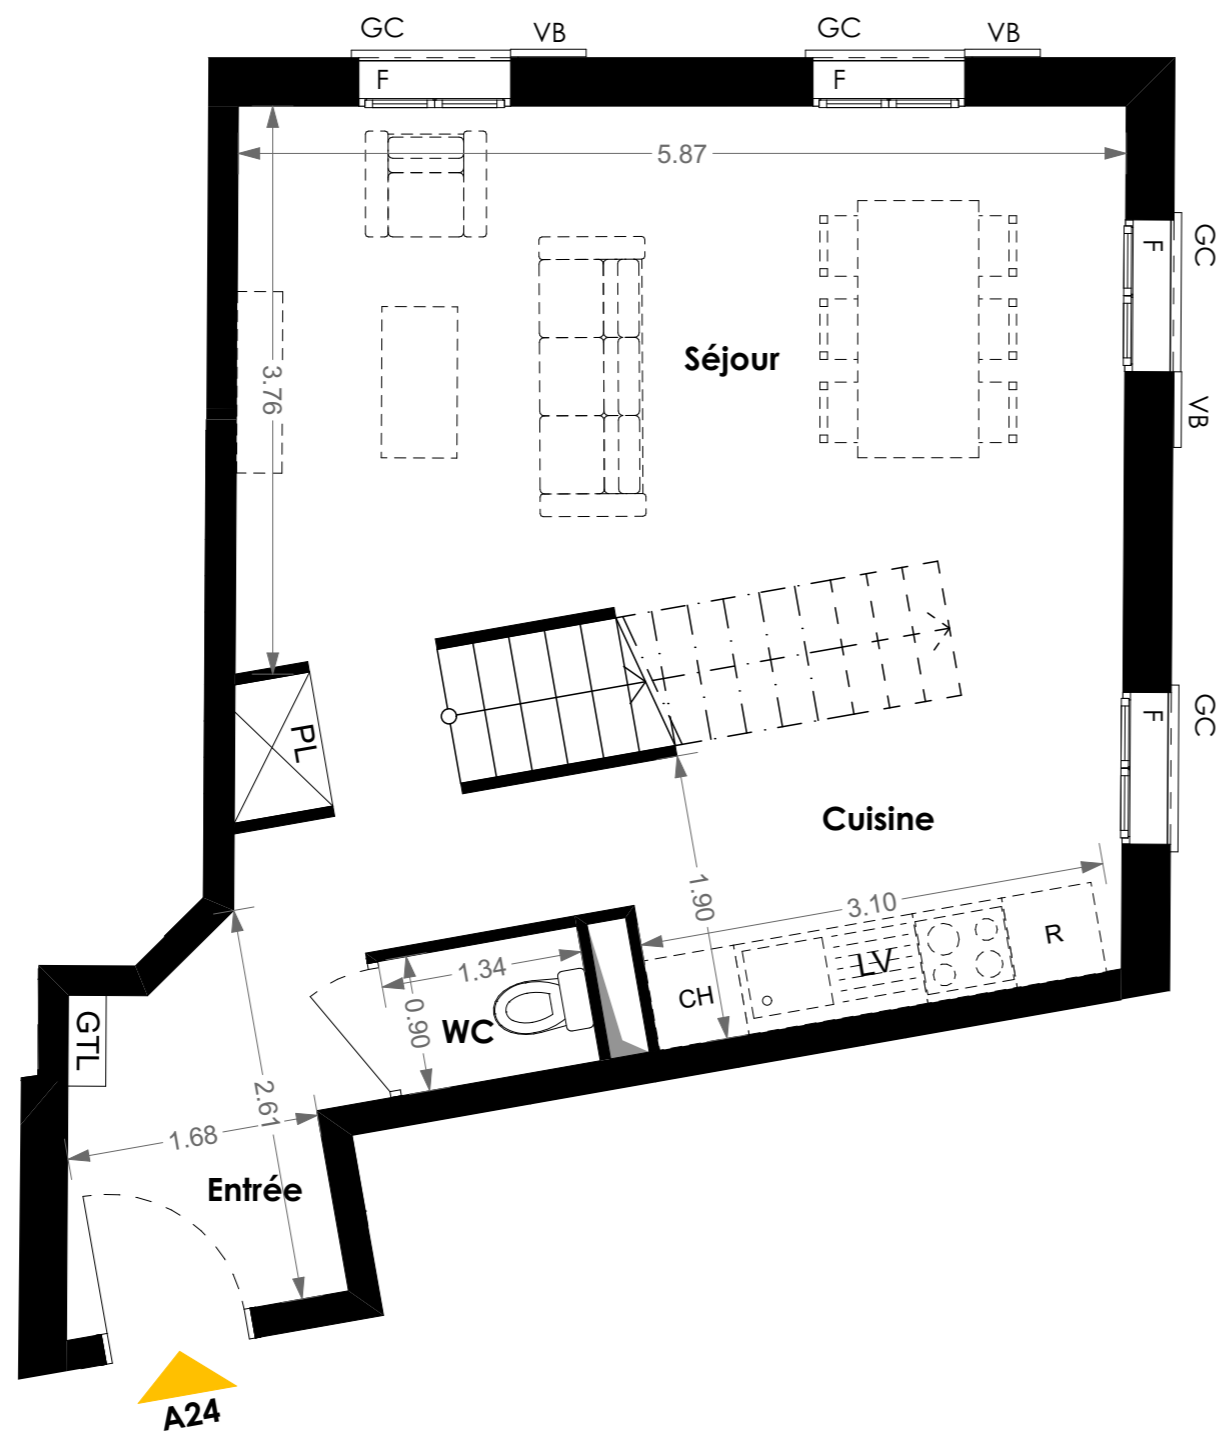 GC
VB
GC
VB
F
F
5.87
GC
F
3.76
Séjour
VB
GC
F
PL
Cuisine
1.90
3.10
R
LV
CH
1.34
0.90
WC
GTL
2.61
1.68
Entrée
A24